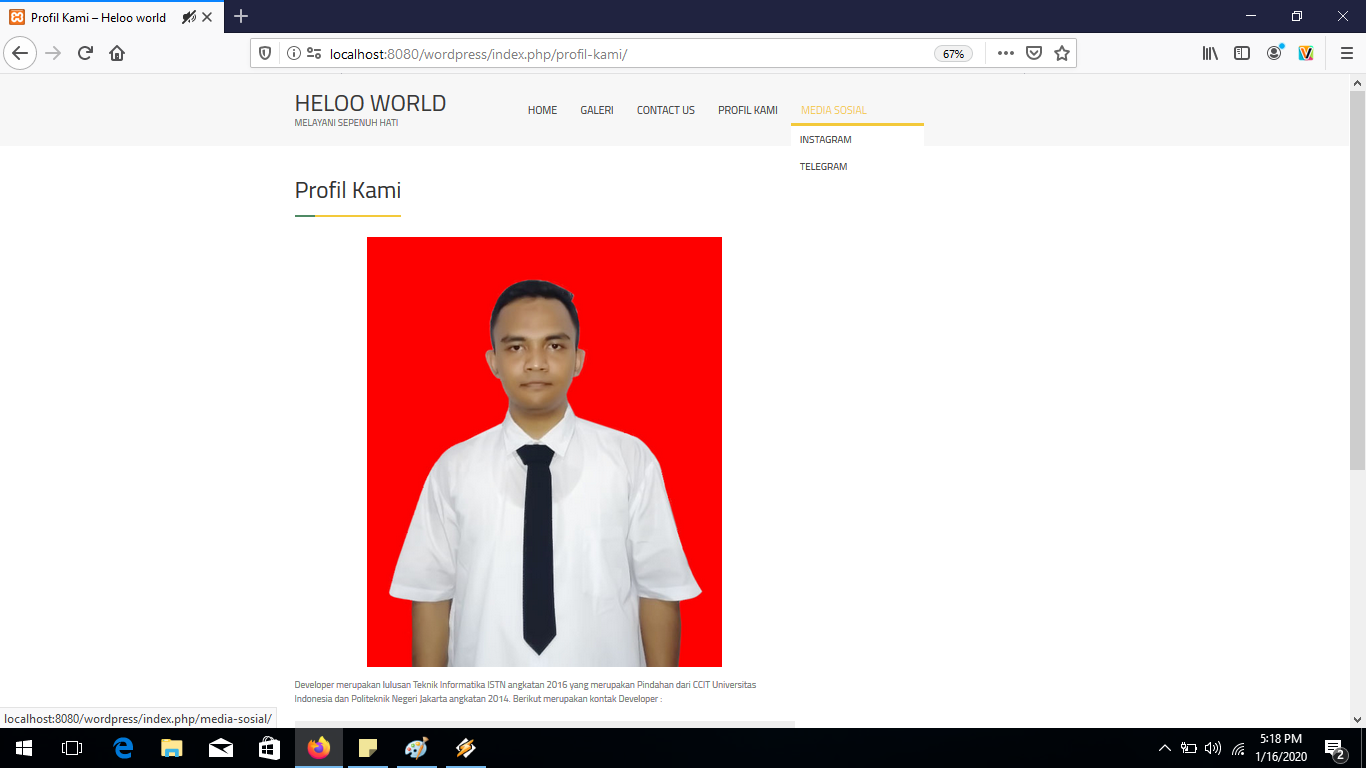 Profil Kami – Heloo world
localhost:8080/wordpress/index.php/profil-kami/
67%
HELOO WORLD
MELAYANI SEPENUH HATI
HOME GALERI CONTACT US PROFIL KAMI MEDIA SOSIAL
INSTAGRAM
TELEGRAM
Profil Kami
Developer merupakan lulusan Teknik Informatika ISTN angkatan 2016 yang merupakan Pindahan dari CCIT Universitas
Indonesia dan Politeknik Negeri Jakarta angkatan 2014. Berikut merupakan kontak Developer :
localhost:8080/wordpress/index.php/media-sosial/
5:18 PM
1/16/2020
2